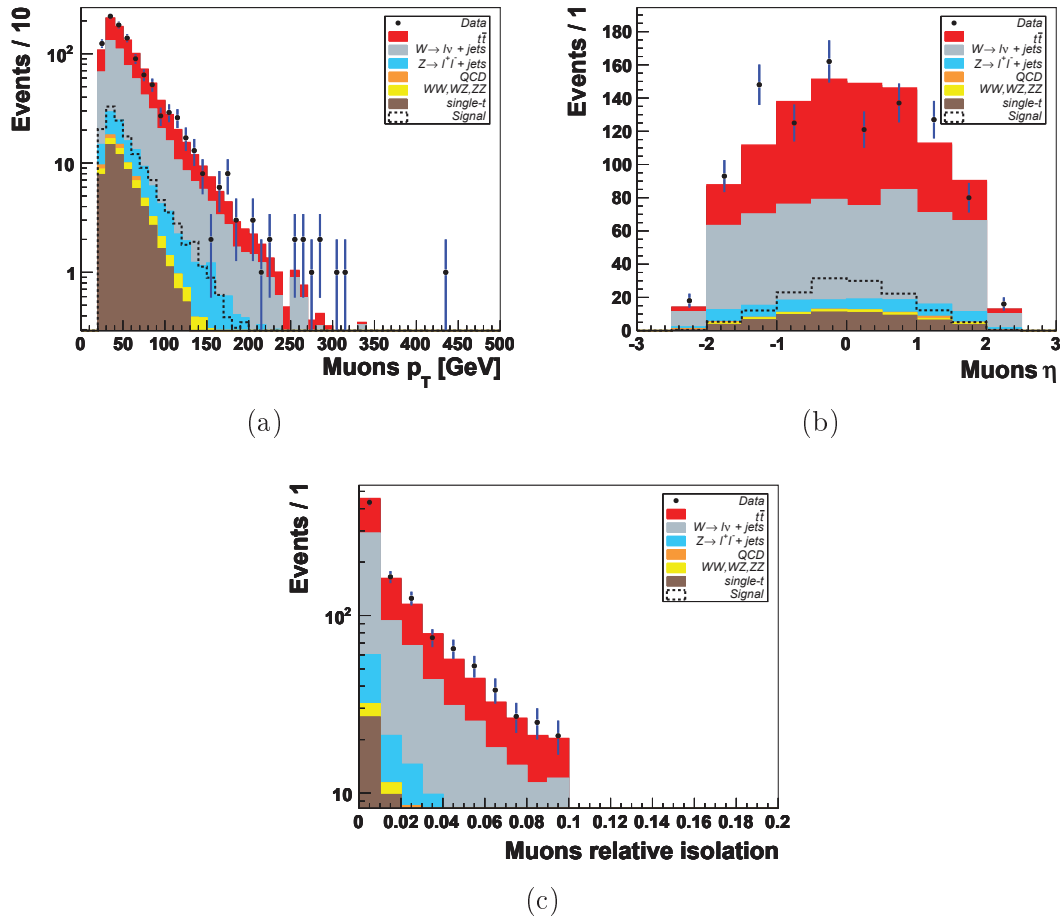 Events / 10
10²
10
1
0 50 100 150 200 250 300 350 400 450 500
Muons p_T [GeV]
Data
tt̄
W→ lν + jets
Z→ l⁺l⁻ + jets
QCD
WW,WZ,ZZ
single-t
Signal
(a)
Events / 1
180
160
140
120
100
80
60
40
20
0
-3 -2 -1 0 1 2 3
Muons η
Data
tt̄
W→ lν + jets
Z→ l⁺l⁻ + jets
QCD
WW,WZ,ZZ
single-t
Signal
(b)
Events / 1
10²
10
0 0.02 0.04 0.06 0.08 0.1 0.12 0.14 0.16 0.18 0.2
Muons relative isolation
Data
tt̄
W→ lν + jets
Z→ l⁺l⁻ + jets
QCD
WW,WZ,ZZ
single-t
Signal
(c)